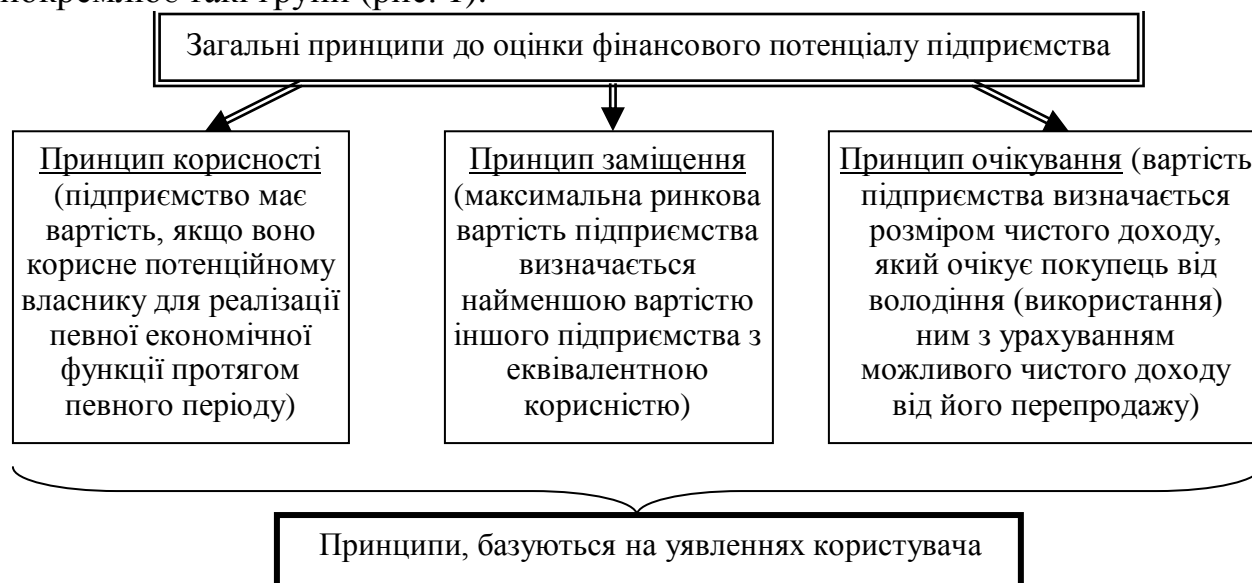 такі групи (рис. 1):
Загальні принципи до оцінки фінансового потенціалу підприємства
Принцип корисності
(підприємство має
вартість, якщо воно
корисне потенційному
власнику для реалізації
певної економічної
функції протягом
певного періоду)
Принцип заміщення
(максимальна ринкова
вартість підприємства
визначається
найменшою вартістю
іншого підприємства з
еквівалентною
корисністю)
Принцип очікування (вартість
підприємства визначається
розміром чистого доходу,
який очікує покупець від
володіння (використання)
ним з урахуванням
можливого чистого доходу
від його перепродажу)
Принципи, базуються на уявленнях користувача